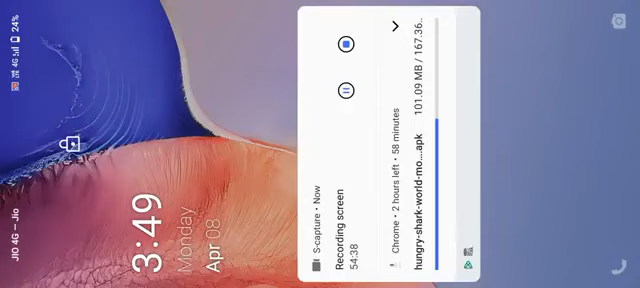 JIO 4G — Jio
4G
24%
3:49
Monday
Apr 08
S-capture • Now
Recording screen
54:38
Chrome • 2 hours left • 58 minutes
hungry-shark-world-mo....apk
101.09 MB / 167.36..